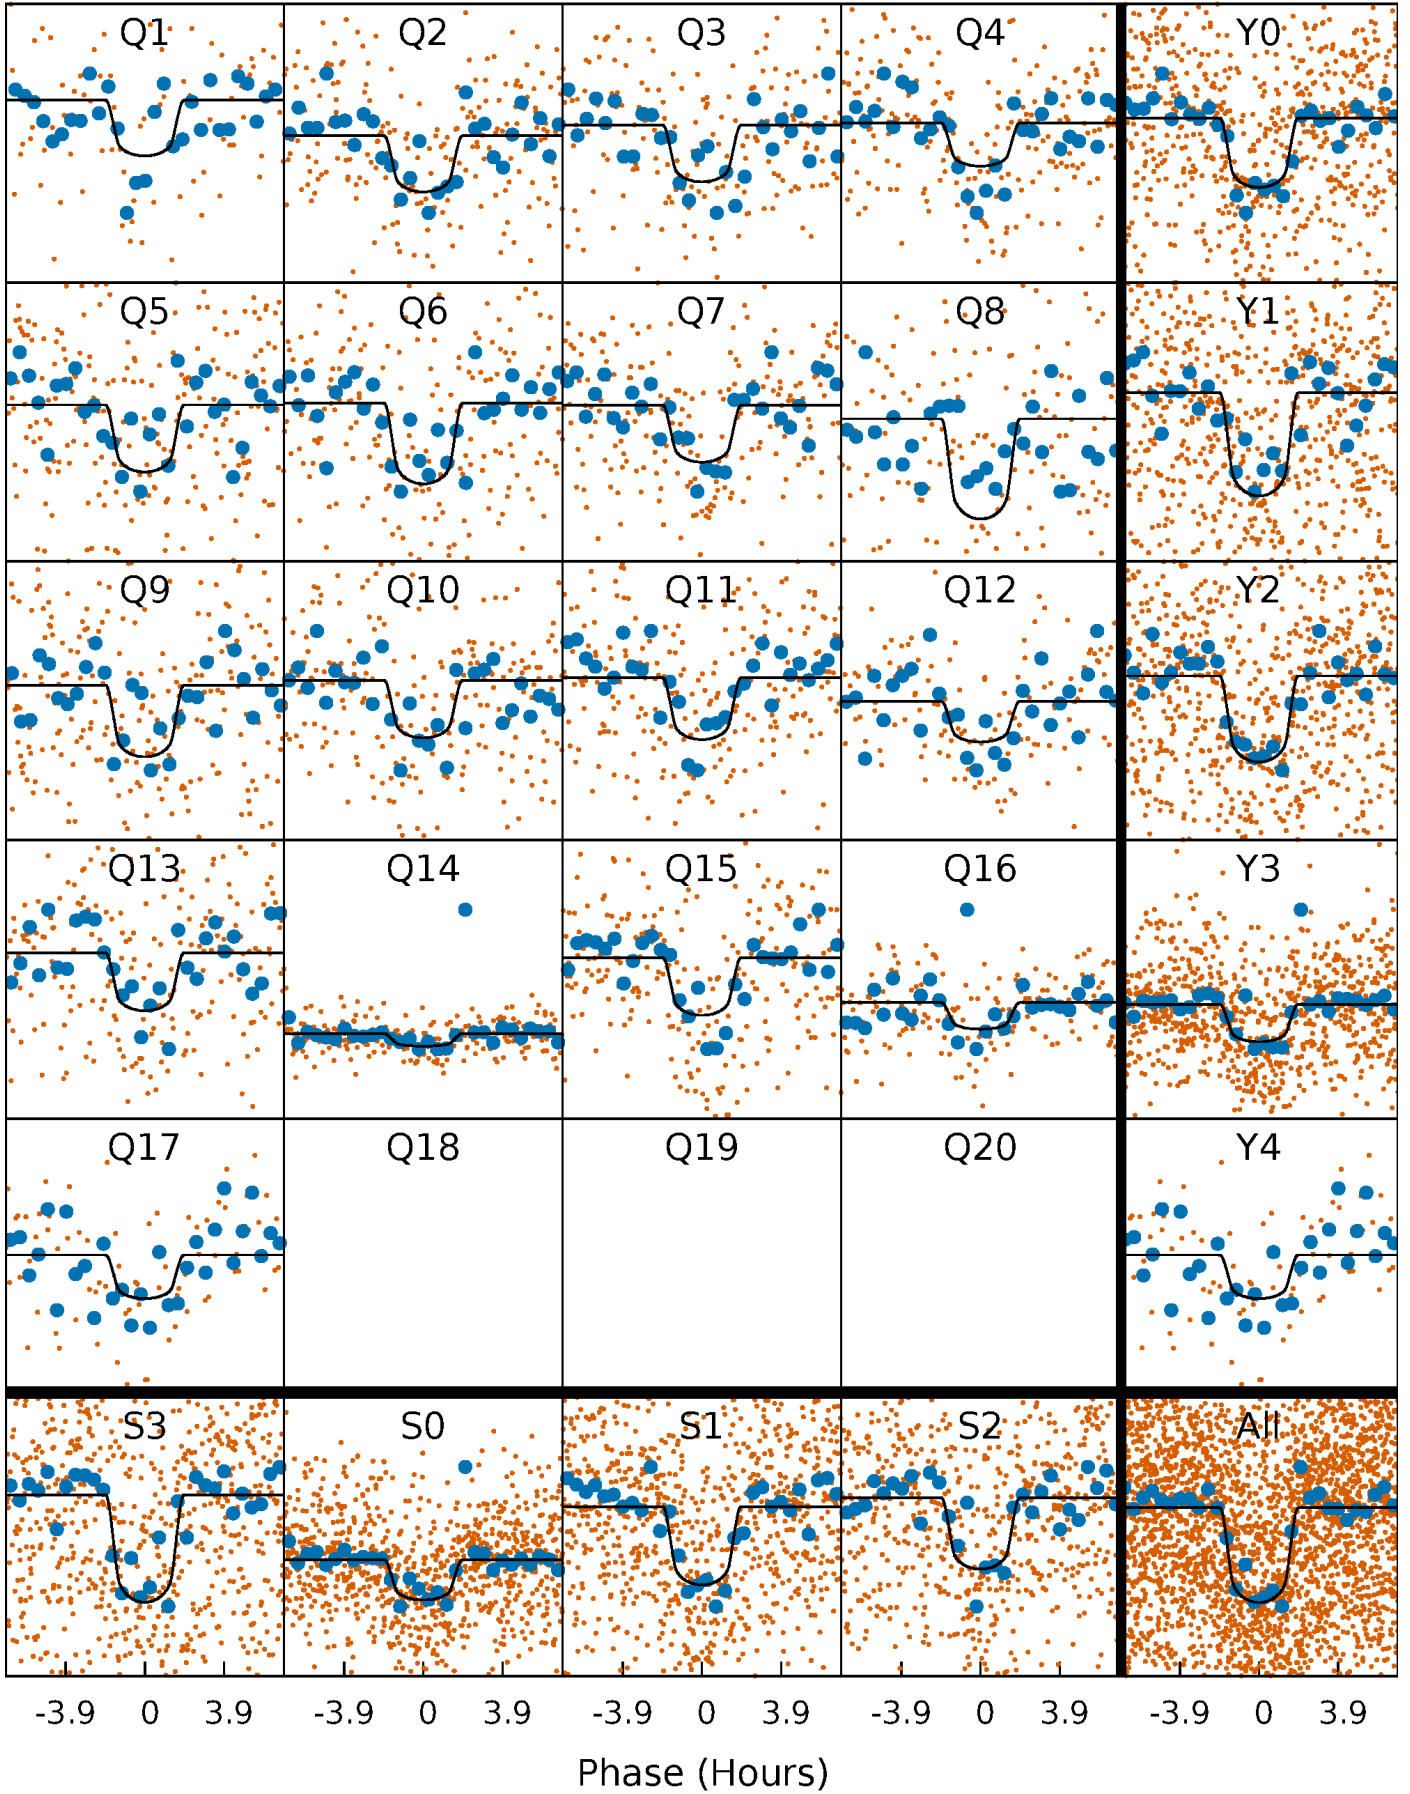 Q1 Q2 Q3 Q4 Y0
Q5 Q6 Q7 Q8 Y1
Q9 Q10 Q11 Q12 Y2
Q13 Q14 Q15 Q16 Y3
Q17 Q18 Q19 Q20 Y4
S3 S0 S1 S2 All
-3.9 0 3.9 -3.9 0 3.9 -3.9 0 3.9 -3.9 0 3.9 -3.9 0 3.9
Phase (Hours)